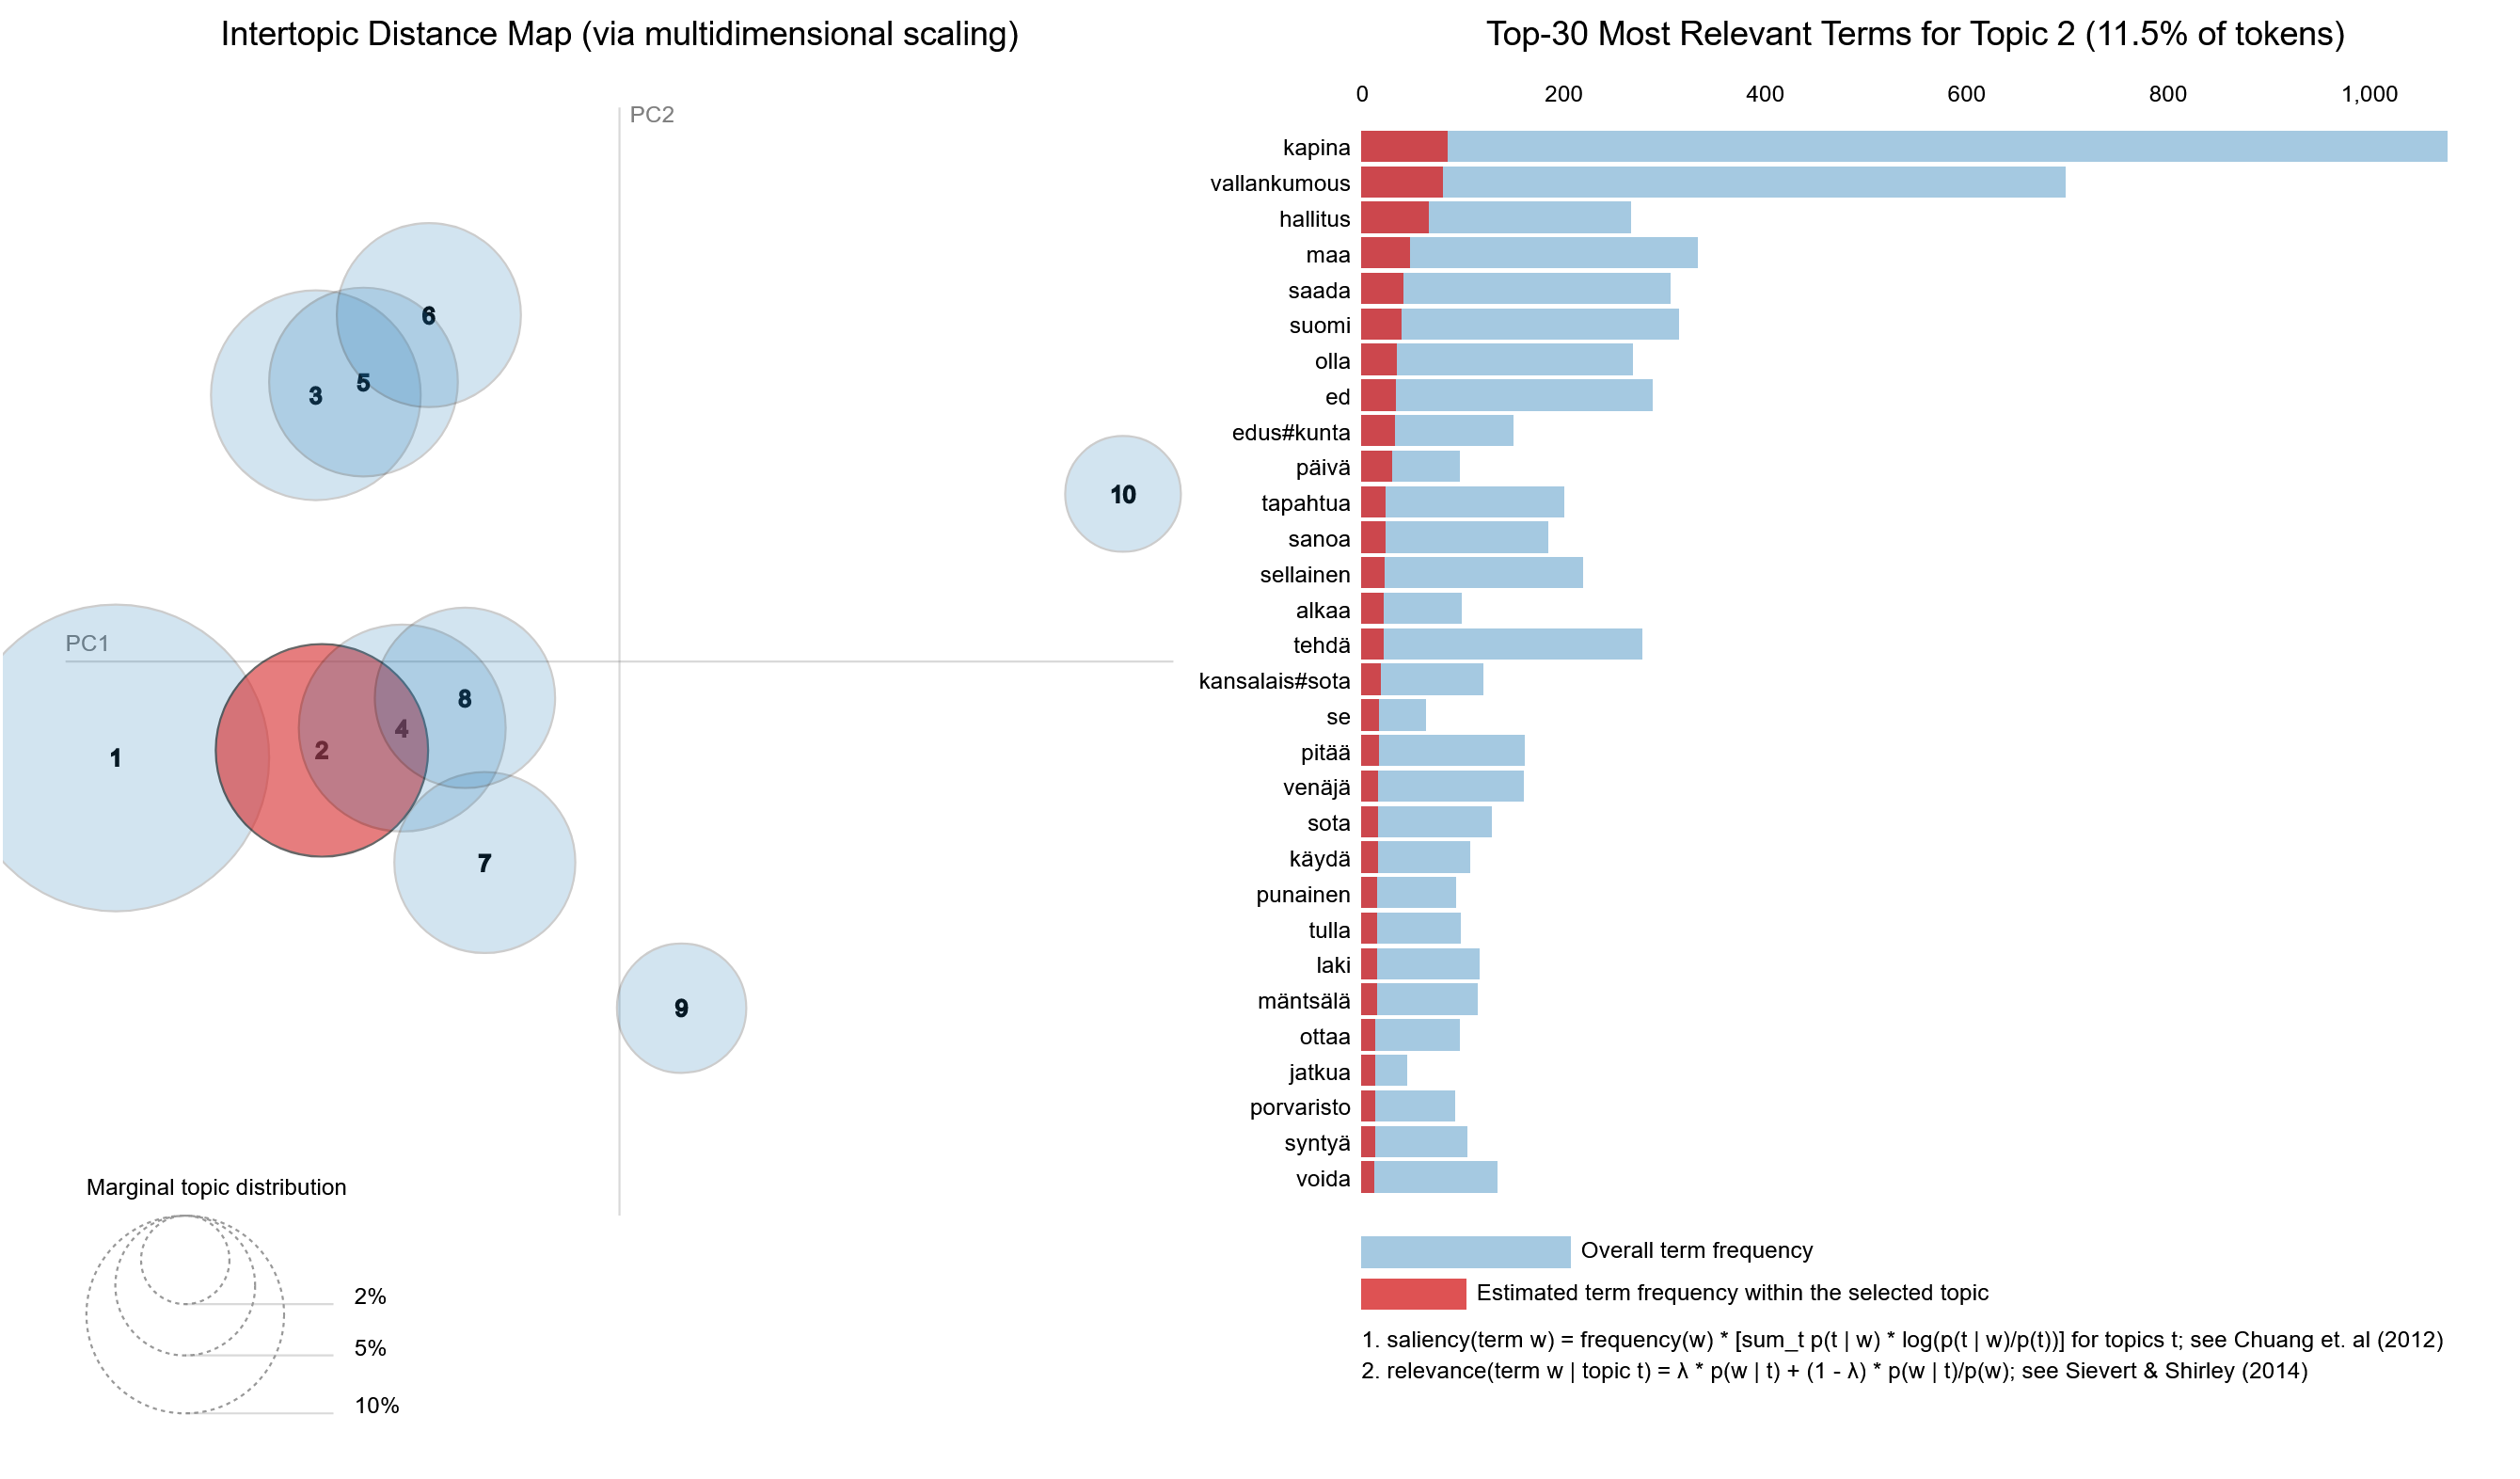 Intertopic Distance Map (via multidimensional scaling)
PC2
PC1
6
5
3
10
8
4
2
1
7
9
Marginal topic distribution
2%
5%
10%
Top-30 Most Relevant Terms for Topic 2 (11.5% of tokens)
0 200 400 600 800 1,000
kapina
vallankumous
hallitus
maa
saada
suomi
olla
ed
edus#kunta
päivä
tapahtua
sanoa
sellainen
alkaa
tehdä
kansalais#sota
se
pitää
venäjä
sota
käydä
punainen
tulla
laki
mäntsälä
ottaa
jatkua
porvaristo
syntyä
voida
Overall term frequency
Estimated term frequency within the selected topic
1. saliency(term w) = frequency(w) * [sum_t p(t | w) * log(p(t | w)/p(t))] for topics t; see Chuang et. al (2012)
2. relevance(term w | topic t) = λ * p(w | t) + (1 - λ) * p(w | t)/p(w); see Sievert & Shirley (2014)